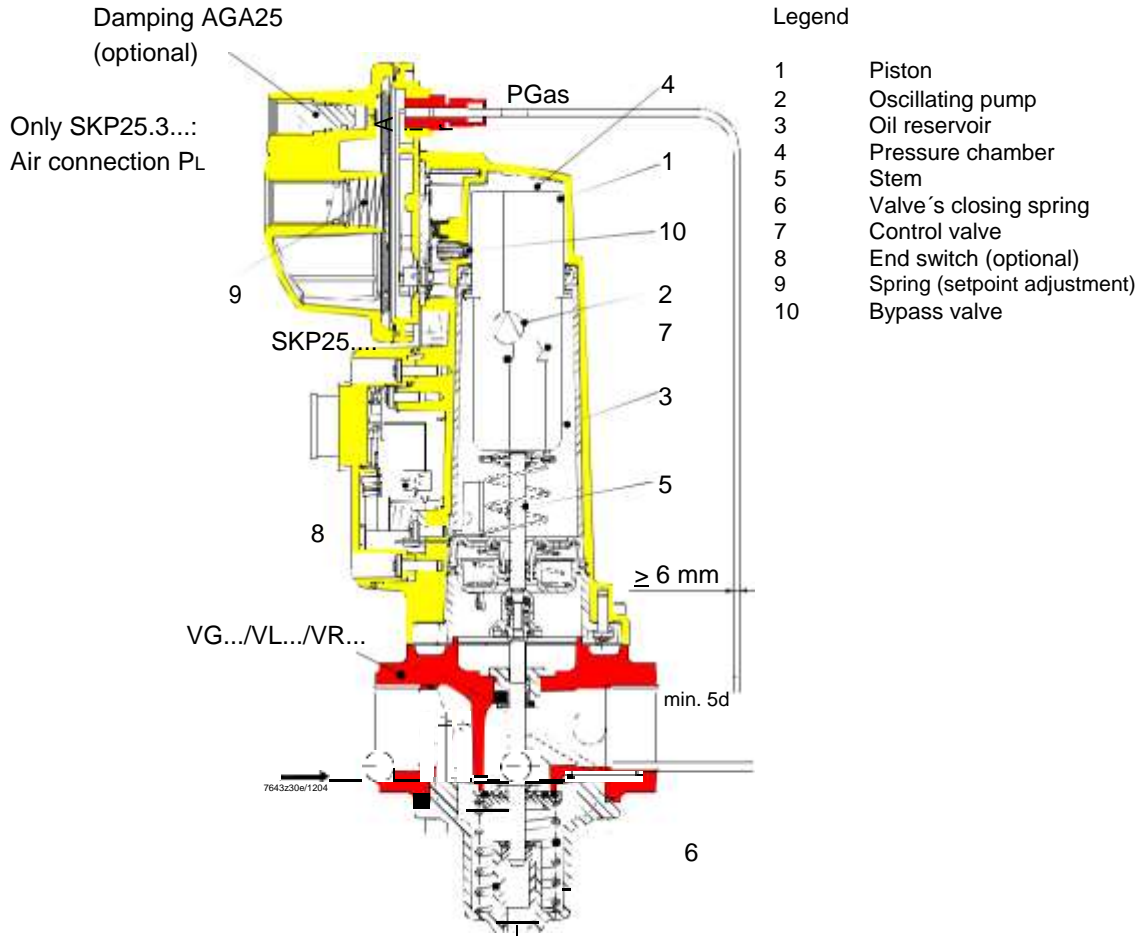 Damping AGA25
(optional)
Only SKP25.3...:
Air connection PL
PGas
4
1
10
2
7
3
5
9
SKP25....
8
≥ 6 mm
VG.../VL.../VR...
min. 5d
7643z30e/1204
6
A
Legend
1 Piston
2 Oscillating pump
3 Oil reservoir
4 Pressure chamber
5 Stem
6 Valve´s closing spring
7 Control valve
8 End switch (optional)
9 Spring (setpoint adjustment)
10 Bypass valve